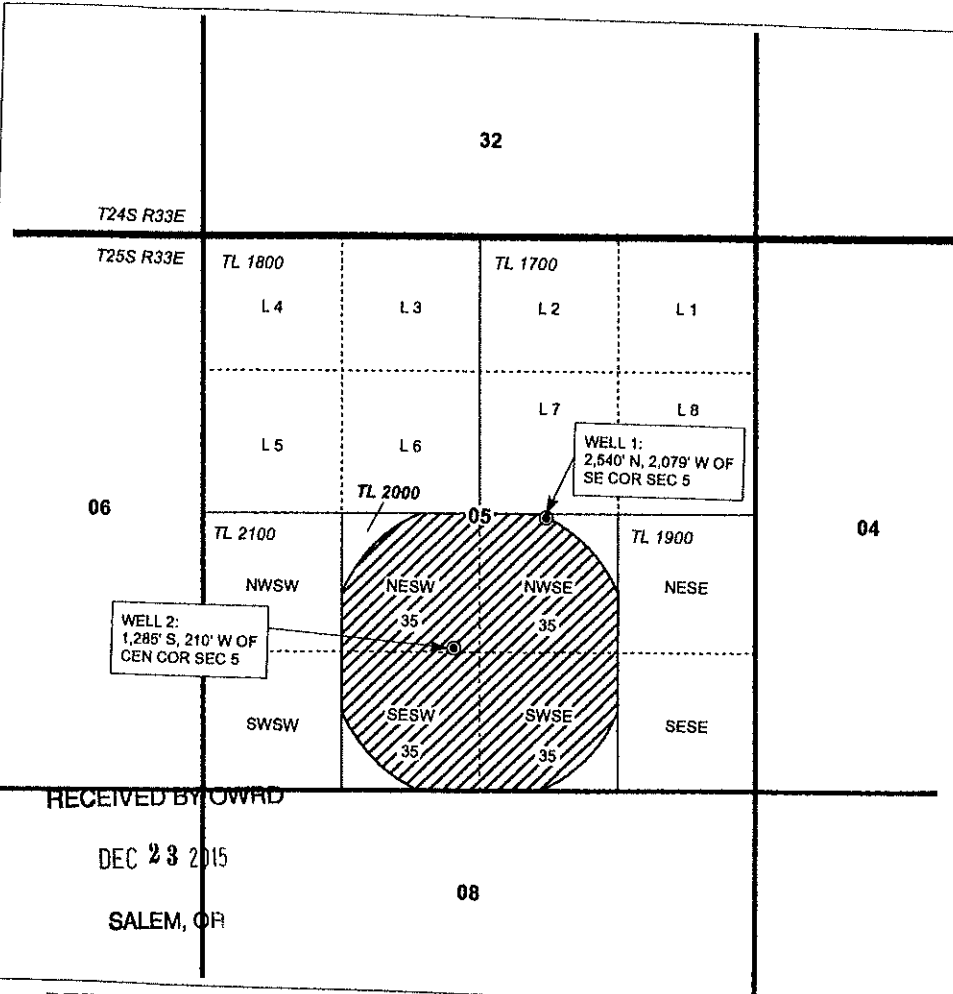 32
T24S R33E
T25S R33E
TL 1800
TL 1700
L 4
L 3
L 2
L 1
L 7
L 8
L 5
L 6
WELL 1:
2,540' N, 2,079' W OF
SE COR SEC 5
TL 2000
06
05
04
TL 2100
TL 1900
NWSW
NESW
NWSE
NESE
35
35
WELL 2:
1,285' S, 210' W OF
CEN COR SEC 5
SWSW
SESW
SWSE
SESE
35
35
RECEIVED BY OWRD
DEC 23 2015
SALEM, OR
08